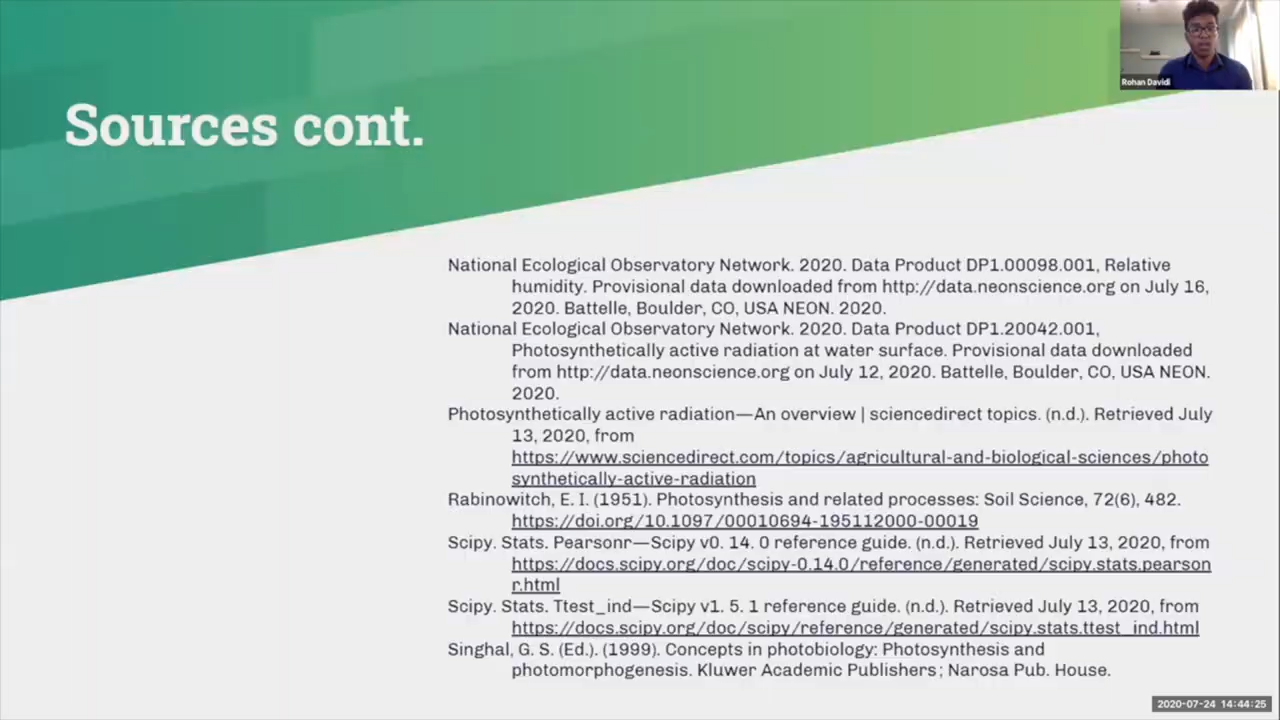 Rohan Davidi
Sources cont.
National Ecological Observatory Network. 2020. Data Product DP1.00098.001, Relative
humidity. Provisional data downloaded from http://data.neonscience.org on July 16,
2020. Battelle, Boulder, CO, USA NEON. 2020.
National Ecological Observatory Network. 2020. Data Product DP1.20042.001,
Photosynthetically active radiation at water surface. Provisional data downloaded
from http://data.neonscience.org on July 12, 2020. Battelle, Boulder, CO, USA NEON.
2020.
Photosynthetically active radiation—An overview | sciencedirect topics. (n.d.). Retrieved July
13, 2020, from
https://www.sciencedirect.com/topics/agricultural-and-biological-sciences/photo
synthetically-active-radiation
Rabinowitch, E. I. (1951). Photosynthesis and related processes: Soil Science, 72(6), 482.
https://doi.org/10.1097/00010694-195112000-00019
Scipy. Stats. Pearsonr—Scipy v0. 14. 0 reference guide. (n.d.). Retrieved July 13, 2020, from
https://docs.scipy.org/doc/scipy-0.14.0/reference/generated/scipy.stats.pearson
r.html
Scipy. Stats. Ttest_ind—Scipy v1. 5. 1 reference guide. (n.d.). Retrieved July 13, 2020, from
https://docs.scipy.org/doc/scipy/reference/generated/scipy.stats.ttest_ind.html
Singhal, G. S. (Ed.). (1999). Concepts in photobiology: Photosynthesis and
photomorphogenesis. Kluwer Academic Publishers ; Narosa Pub. House.
2020-07-24 14:44:25